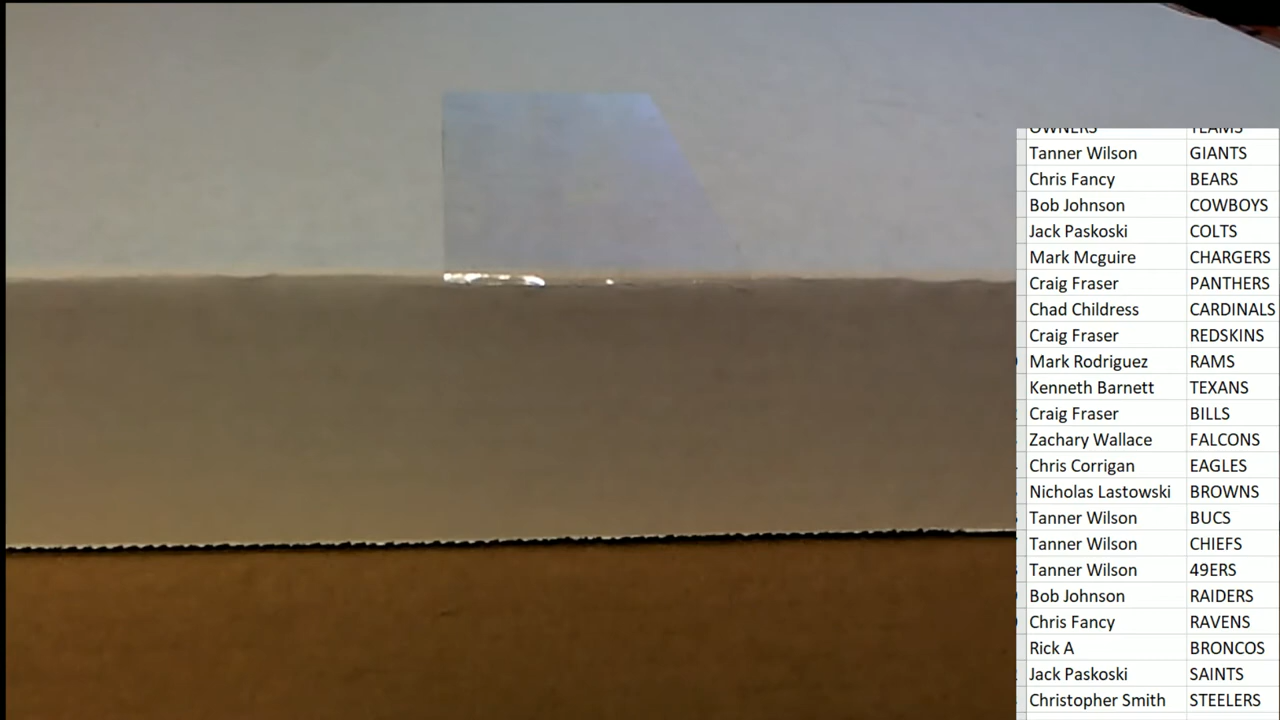 OWNERS TEAMS
Tanner Wilson GIANTS
Chris Fancy BEARS
Bob Johnson COWBOYS
Jack Paskoski COLTS
Mark Mcguire CHARGERS
Craig Fraser PANTHERS
Chad Childress CARDINALS
Craig Fraser REDSKINS
Mark Rodriguez RAMS
Kenneth Barnett TEXANS
Craig Fraser BILLS
Zachary Wallace FALCONS
Chris Corrigan EAGLES
Nicholas Lastowski BROWNS
Tanner Wilson BUCS
Tanner Wilson CHIEFS
Tanner Wilson 49ERS
Bob Johnson RAIDERS
Chris Fancy RAVENS
Rick A BRONCOS
Jack Paskoski SAINTS
Christopher Smith STEELERS